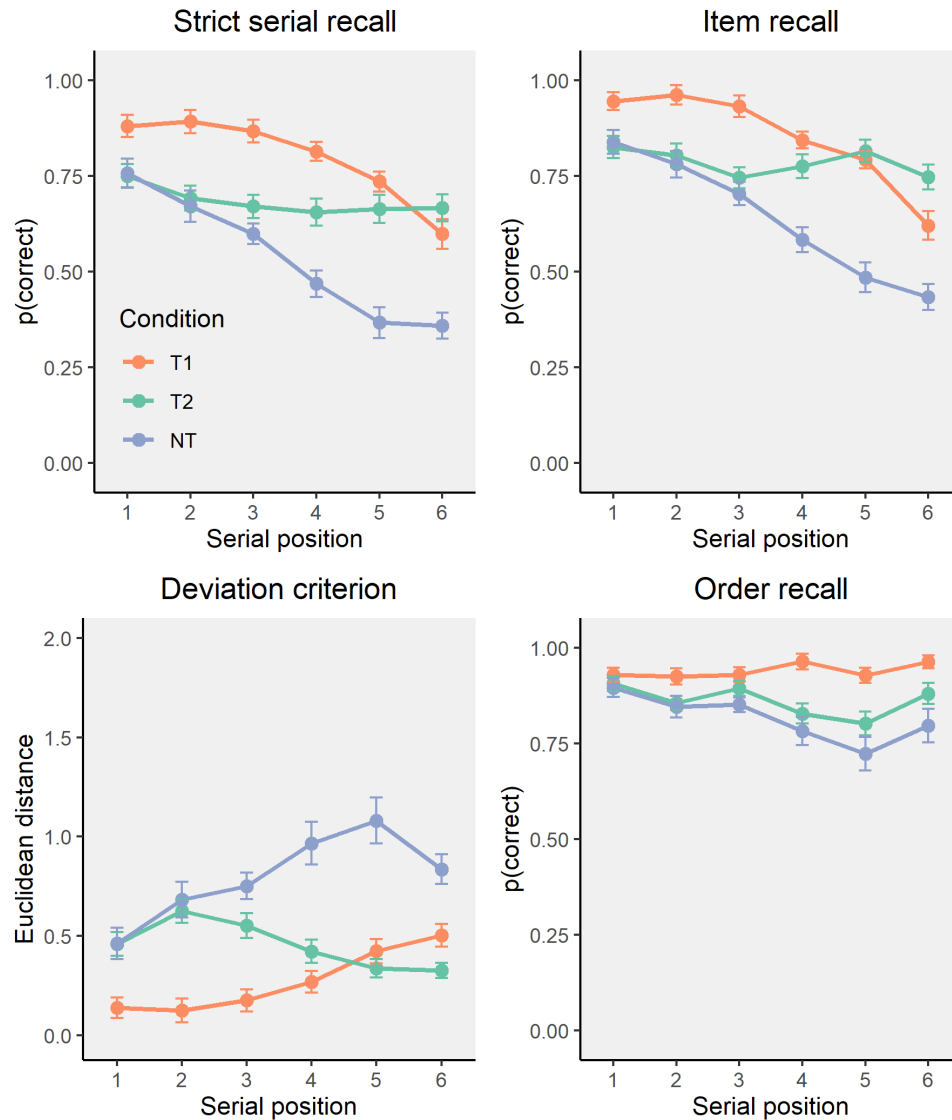 Strict serial recall
1.00
0.75
0.50
0.25
0.00
p(correct)
Condition
T1
T2
NT
1 2 3 4 5 6
Serial position
Item recall
1.00
0.75
0.50
0.25
0.00
p(correct)
1 2 3 4 5 6
Serial position
Deviation criterion
2.0
1.5
1.0
0.5
0.0
Euclidean distance
1 2 3 4 5 6
Serial position
Order recall
1.00
0.75
0.50
0.25
0.00
p(correct)
1 2 3 4 5 6
Serial position